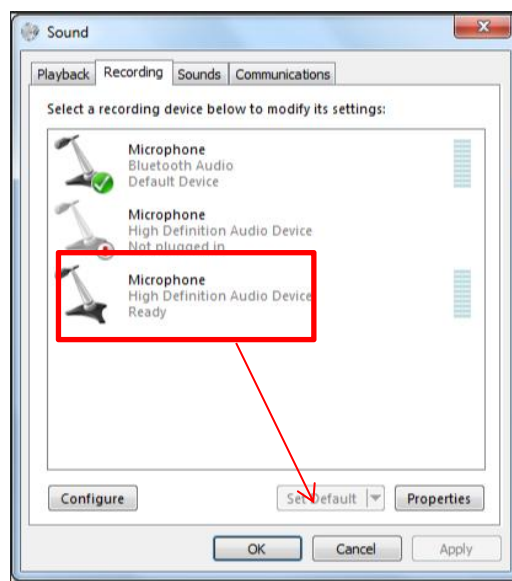 Sound
Playback Recording Sounds Communications
Select a recording device below to modify its settings:
Microphone
Bluetooth Audio
Default Device
Microphone
High Definition Audio Device
Not plugged in
Microphone
High Definition Audio Device
Ready
Configure Set Default Properties
OK Cancel Apply